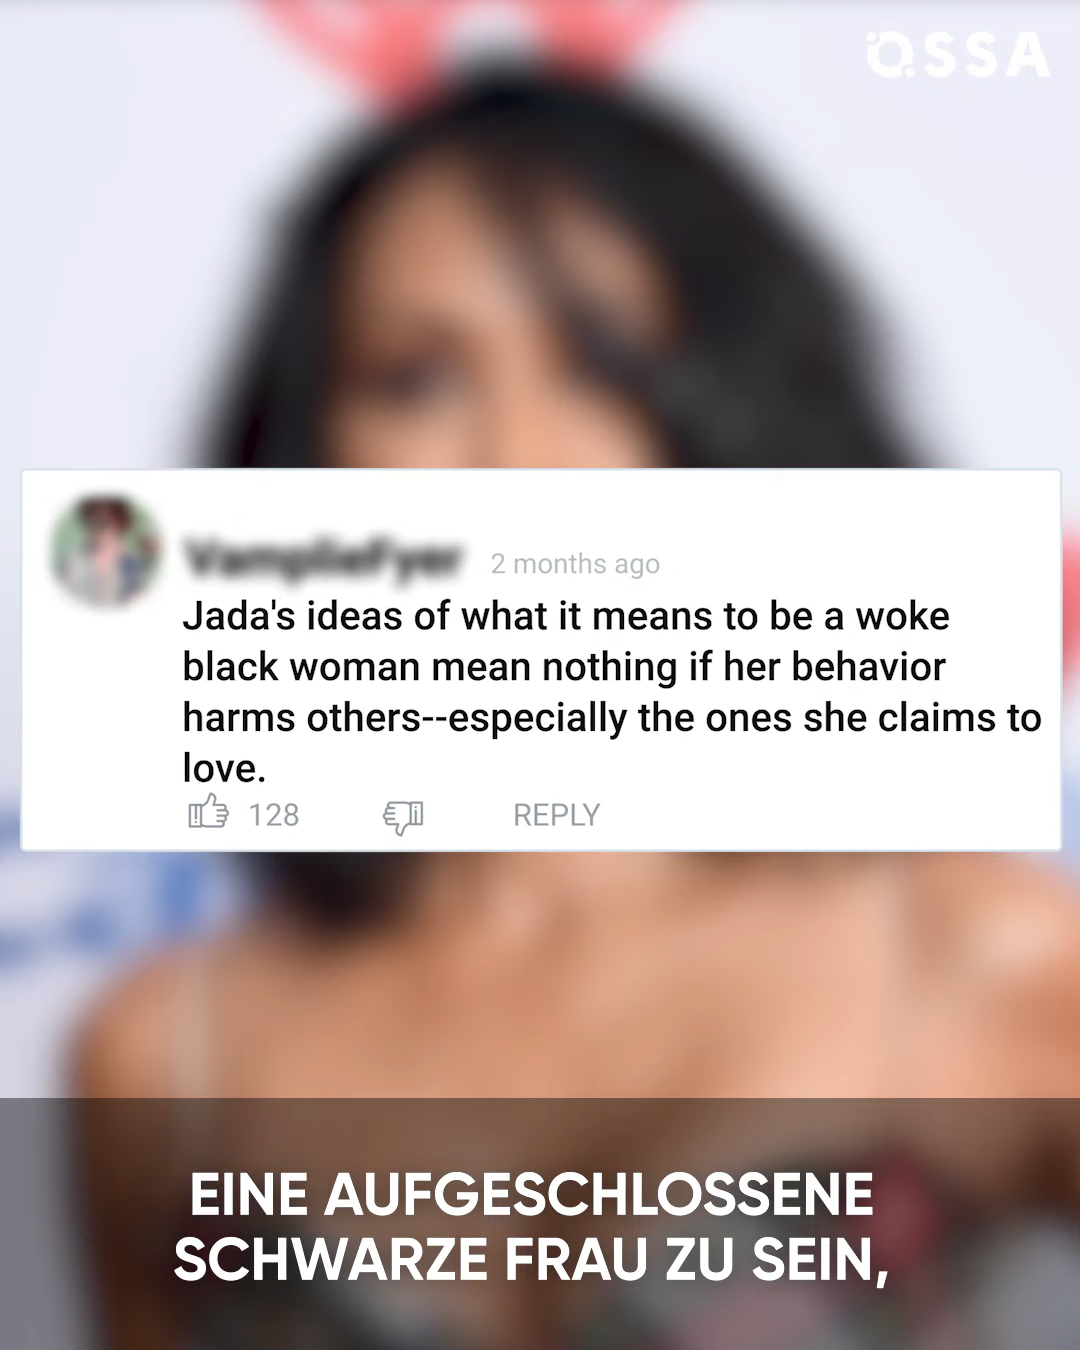 OSSA
2 months ago
Jada's ideas of what it means to be a woke
black woman mean nothing if her behavior
harms others--especially the ones she claims to
love.
128
REPLY
EINE AUFGESCHLOSSENE
SCHWARZE FRAU ZU SEIN,